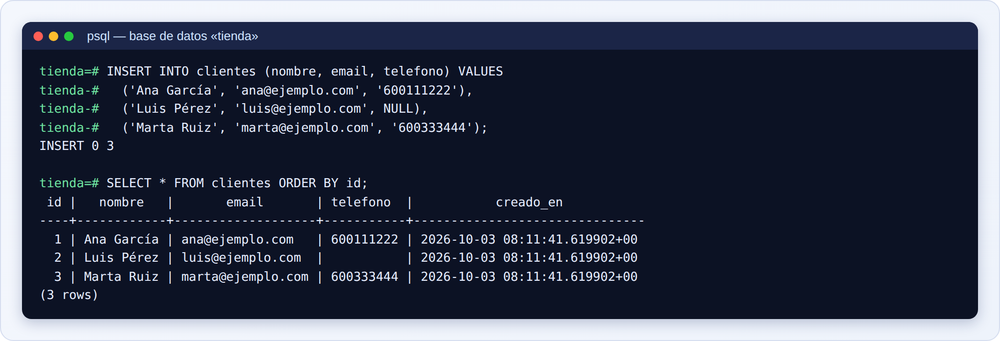 psql — base de datos «tienda»
tienda=# INSERT INTO clientes (nombre, email, telefono) VALUES
tienda-#   ('Ana García', 'ana@ejemplo.com', '600111222'),
tienda-#   ('Luis Pérez', 'luis@ejemplo.com', NULL),
tienda-#   ('Marta Ruiz', 'marta@ejemplo.com', '600333444');
INSERT 0 3
tienda=# SELECT * FROM clientes ORDER BY id;
 id |   nombre   |       email       | telefono  |           creado_en
----+------------+-------------------+-----------+-------------------------------
  1 | Ana García | ana@ejemplo.com   | 600111222 | 2026-10-03 08:11:41.619902+00
  2 | Luis Pérez | luis@ejemplo.com  |           | 2026-10-03 08:11:41.619902+00
  3 | Marta Ruiz | marta@ejemplo.com | 600333444 | 2026-10-03 08:11:41.619902+00
(3 rows)